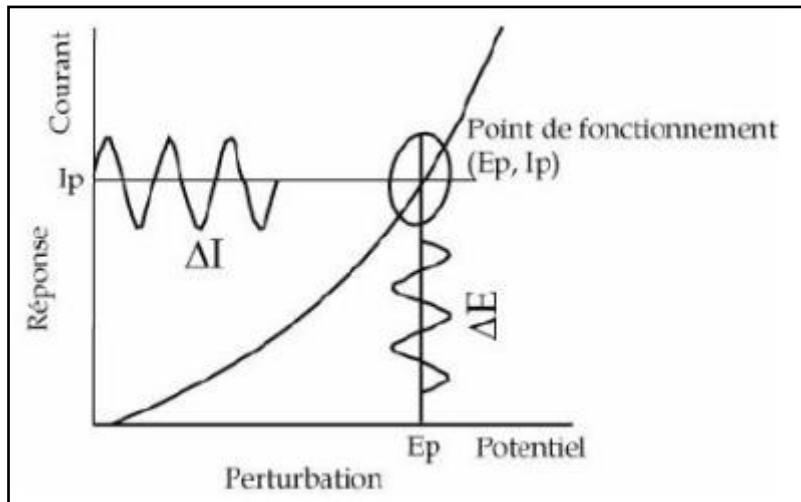 Courant
Point de fonctionnement
(Ep, Ip)
Ip
ΔI
Réponse
ΔE
Ep
Potentiel
Perturbation